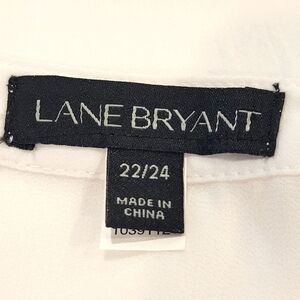 LANE BRYANT
22/24
MADE IN
CHINA